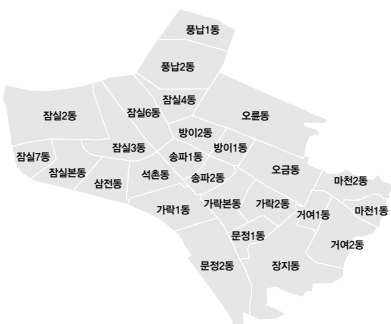 풍납1동
풍납2동
잠실4동
잠실2동
잠실6동
오륜동
방이2동
잠실3동
방이1동
잠실7동
송파1동
오금동
잠실본동
삼전동
석촌동
송파2동
마천2동
가락1동
가락본동
가락2동
거여1동
마천1동
문정1동
거여2동
문정2동
장지동